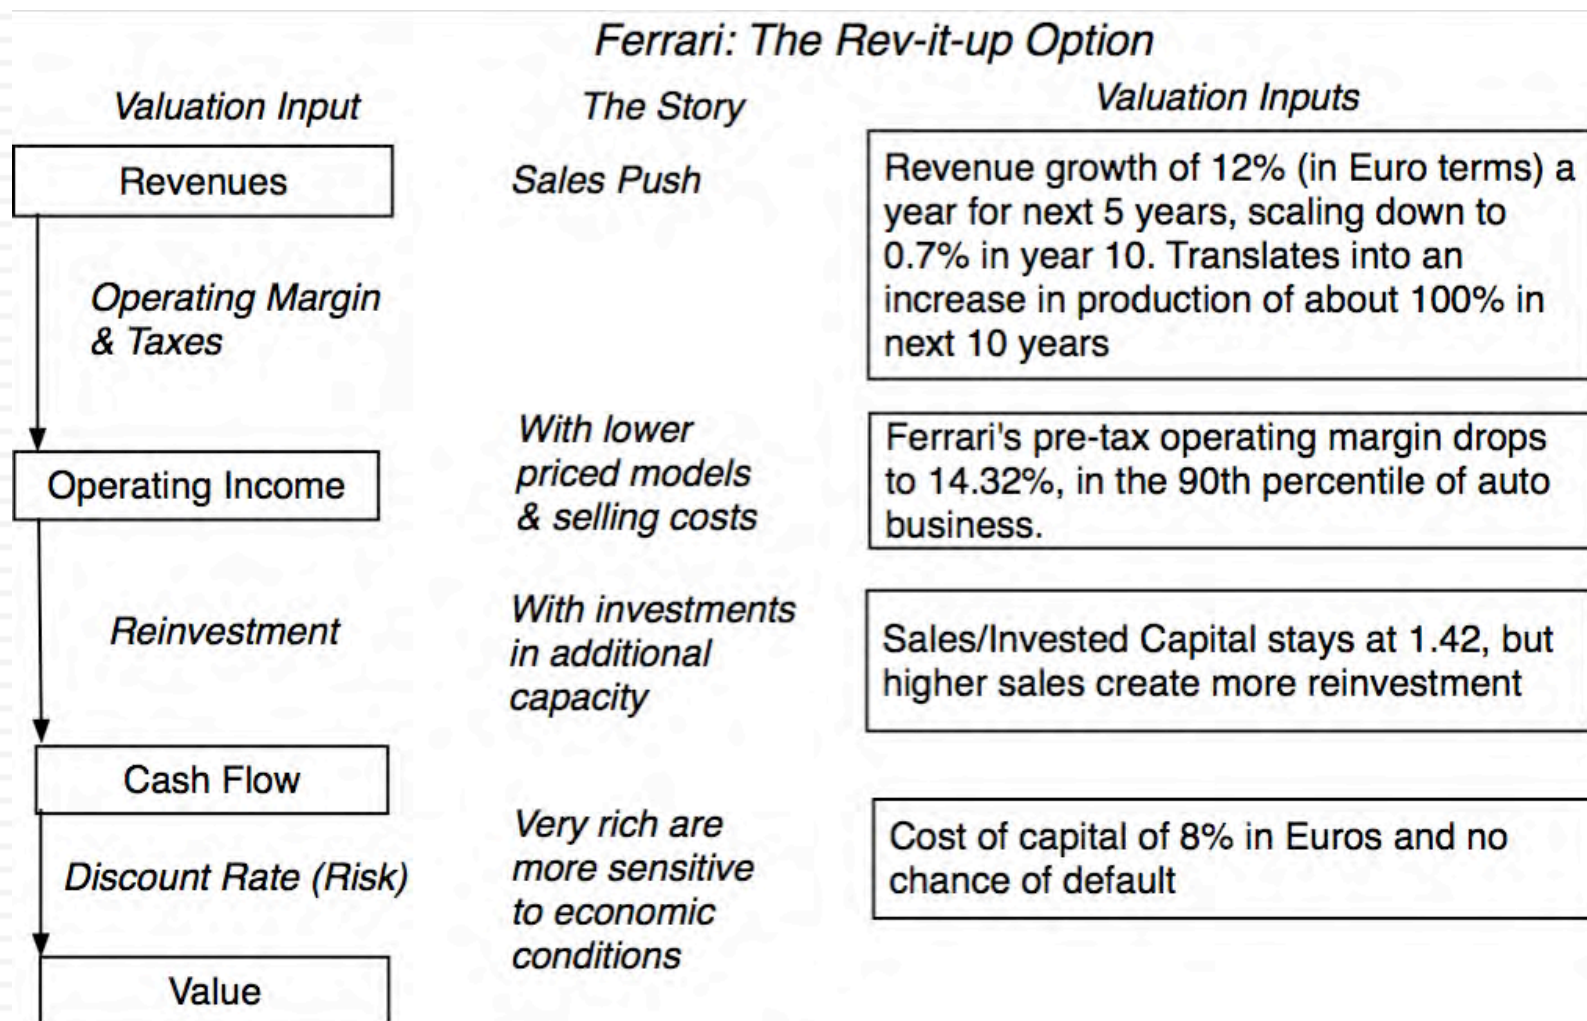 Ferrari: The Rev-it-up Option
Valuation Input
The Story
Valuation Inputs
Revenues
Sales Push
Revenue growth of 12% (in Euro terms) a
year for next 5 years, scaling down to
0.7% in year 10. Translates into an
increase in production of about 100% in
next 10 years
Operating Margin
& Taxes
Operating Income
With lower
priced models
& selling costs
Ferrari's pre-tax operating margin drops
to 14.32%, in the 90th percentile of auto
business.
Reinvestment
With investments
in additional
capacity
Sales/Invested Capital stays at 1.42, but
higher sales create more reinvestment
Cash Flow
Discount Rate (Risk)
Very rich are
more sensitive
to economic
conditions
Cost of capital of 8% in Euros and no
chance of default
Value